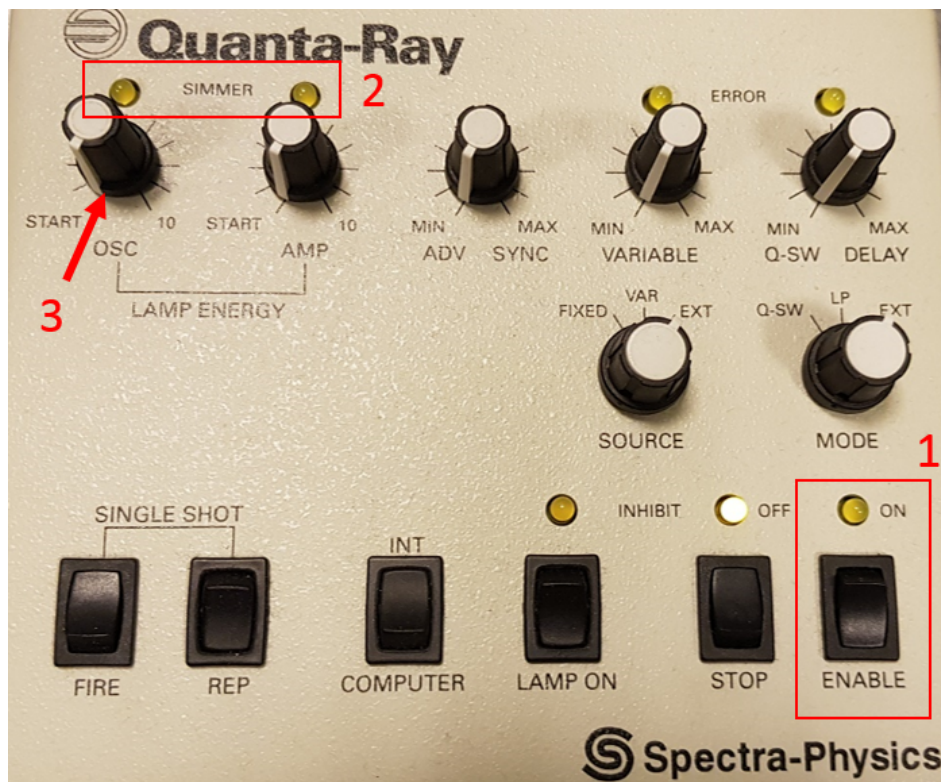 Quanta-Ray
SIMMER 2 ERROR
START 10 START 10 MIN MAX MIN MAX MIN MAX
OSC AMP ADV SYNC VARIABLE Q-SW DELAY
3 LAMP ENERGY
FIXED VAR EXT Q-SW LP EXT
SOURCE MODE
1
SINGLE SHOT INHIBIT OFF ON
INT
FIRE REP COMPUTER LAMP ON STOP ENABLE
Spectra-Physics